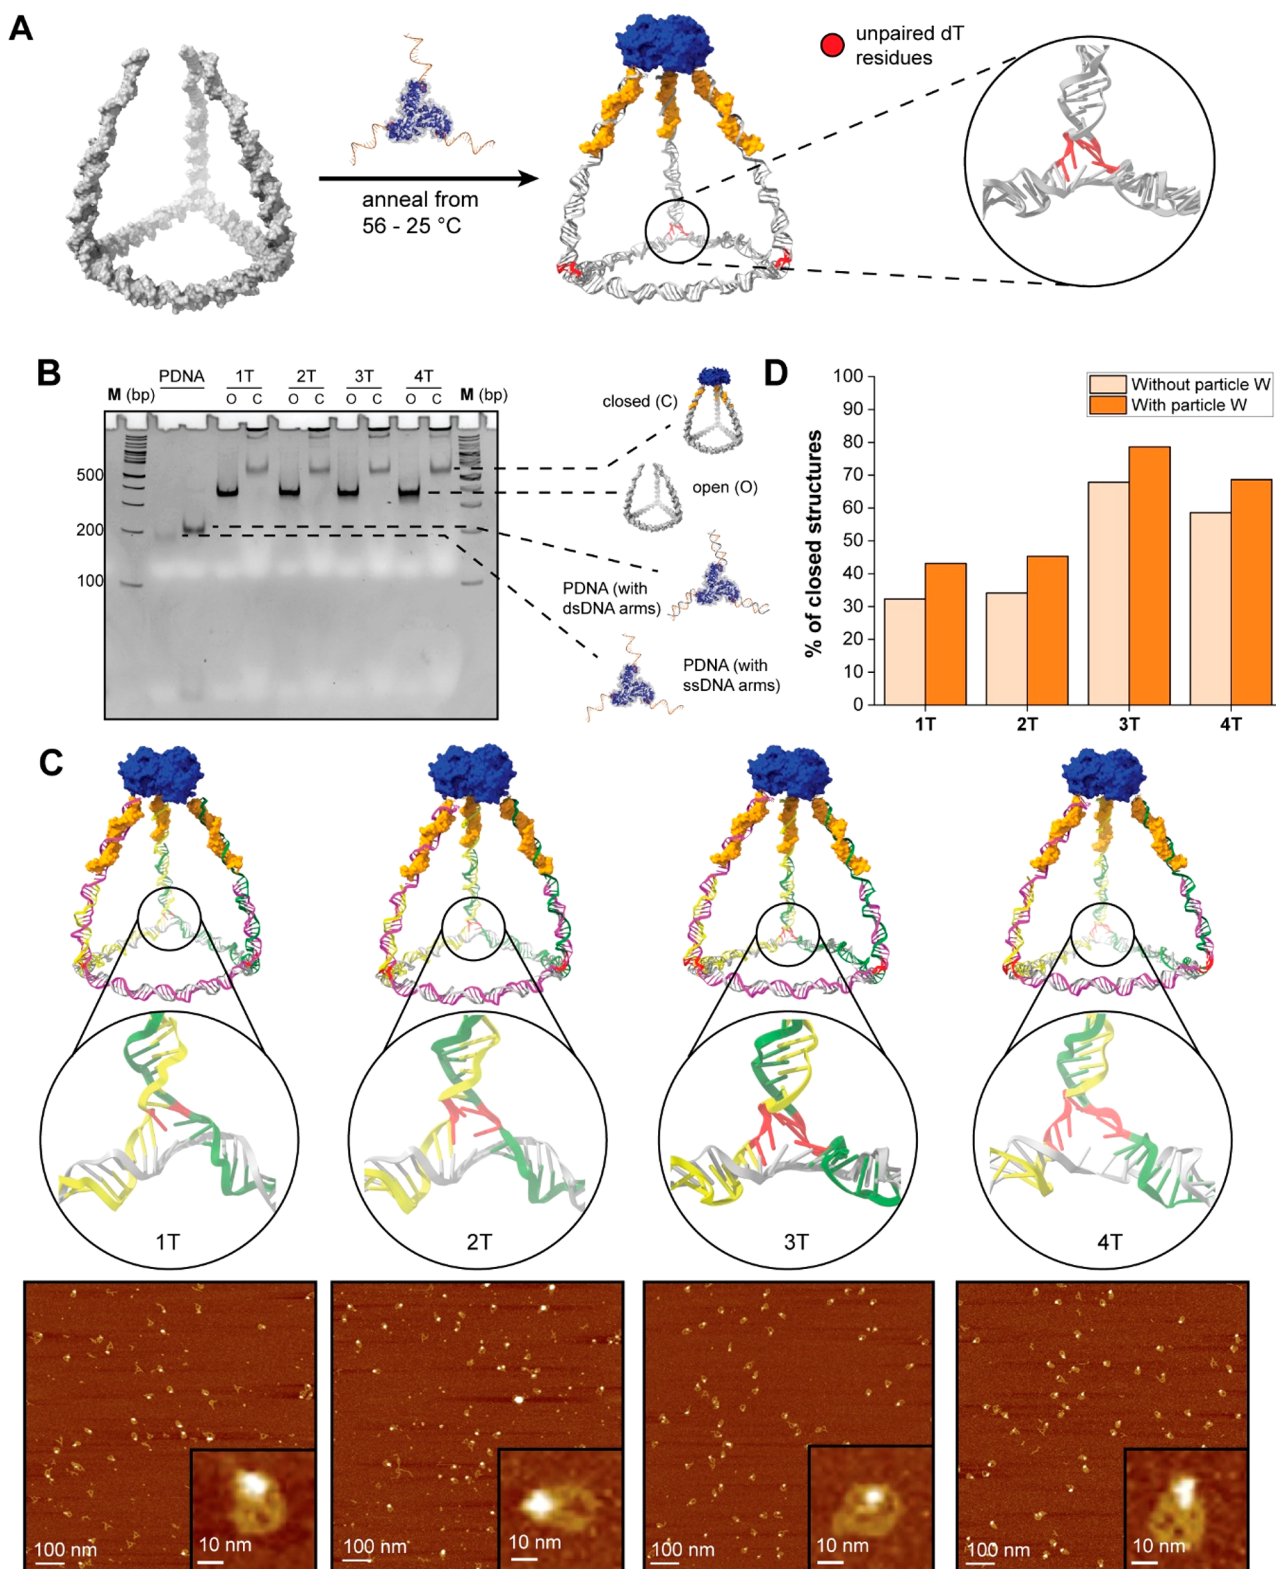 A
unpaired dT
residues
anneal from
56 - 25 °C
B
PDNA 1T 2T 3T 4T
M (bp) O C O C O C O C M (bp)
500
200
100
closed (C)
open (O)
PDNA (with
dsDNA arms)
PDNA (with
ssDNA arms)
D
% of closed structures
100
90
80
70
60
50
40
30
20
10
0
Without particle W
With particle W
1T 2T 3T 4T
C
1T 2T 3T 4T
100 nm 10 nm 100 nm 10 nm 100 nm 10 nm 100 nm 10 nm